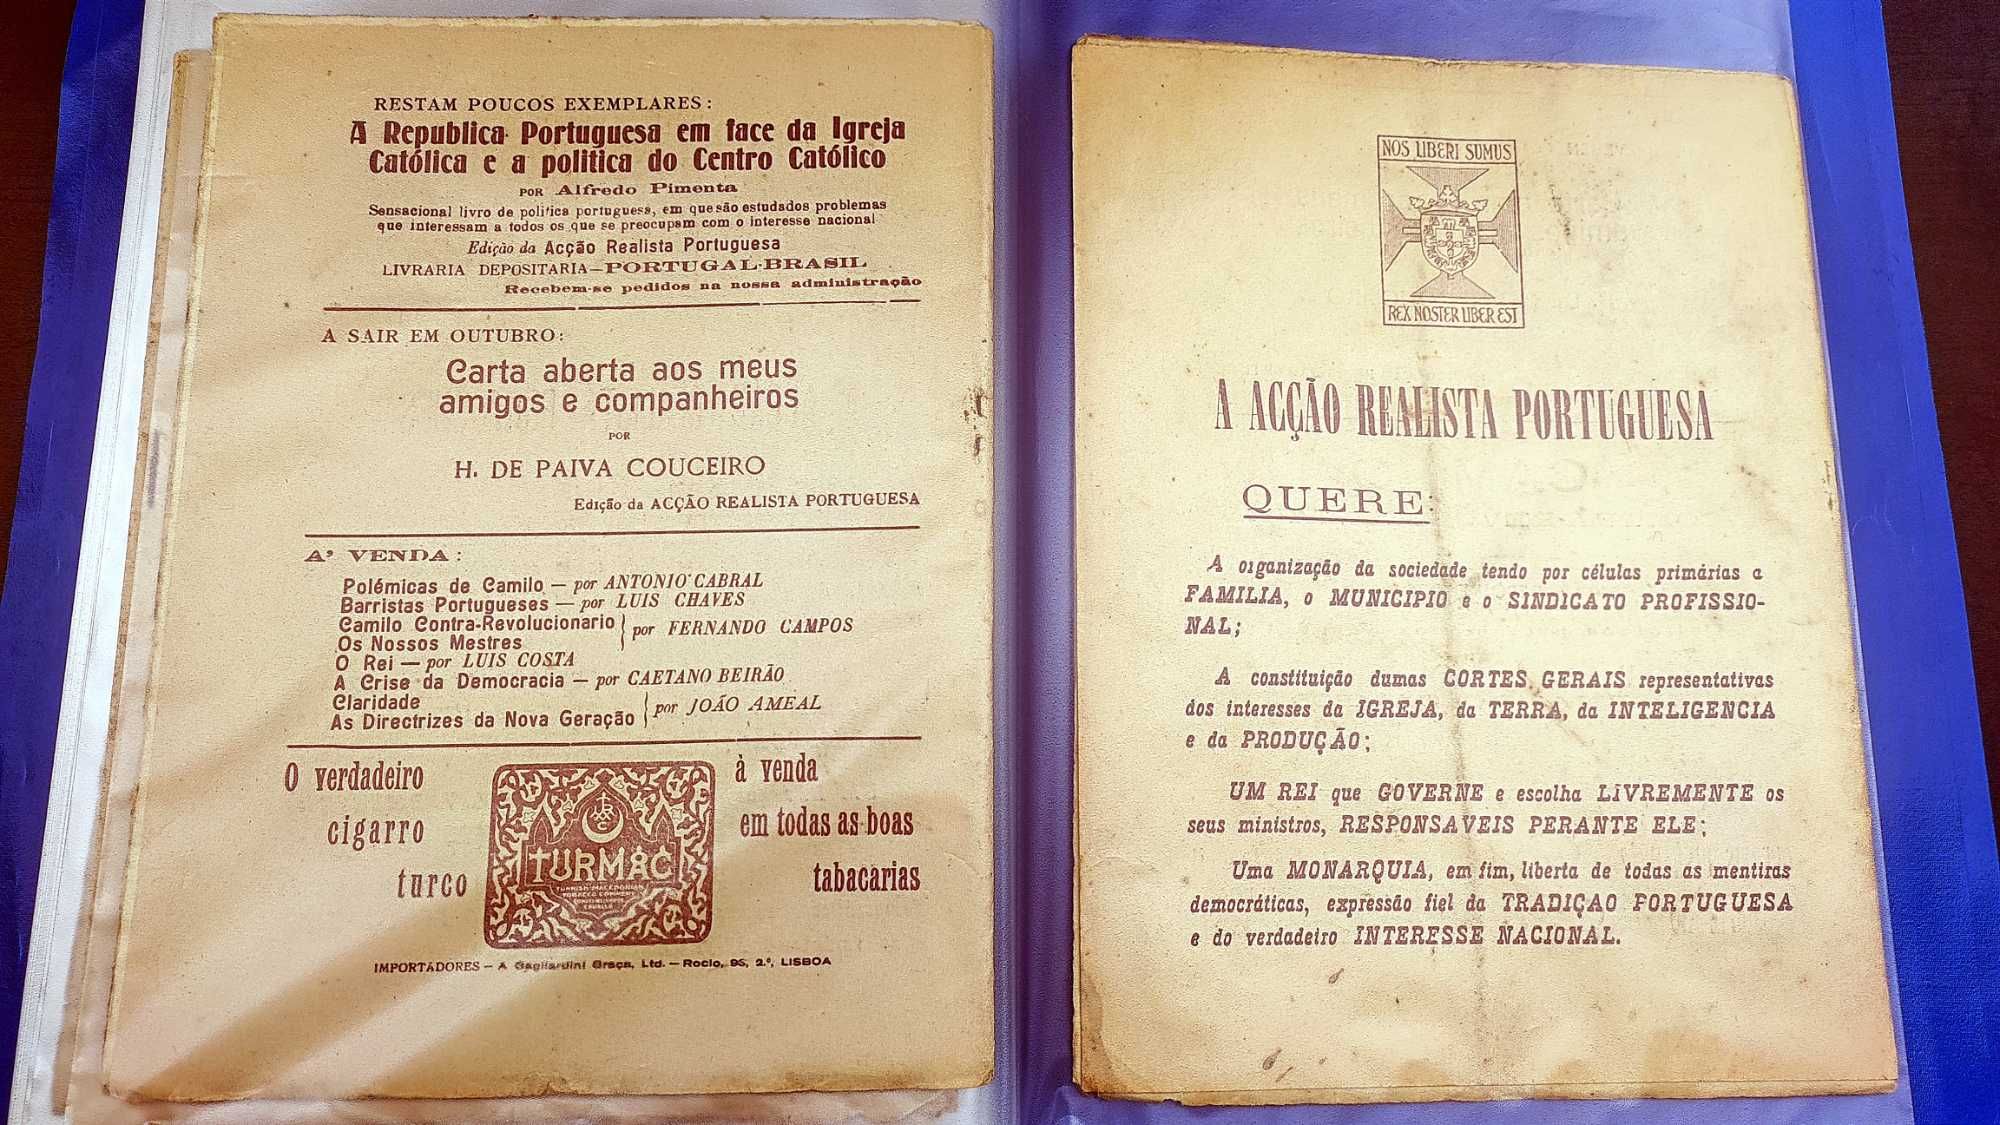 RESTAM POUCOS EXEMPLARES:
A Republica Portuguesa em face da Igreja
Católica e a politica do Centro Católico
POR Alfredo Pimenta
Sensacional livro de politica portuguesa, em que são estudados problemas
que interessam a todos os que se preocupam com o interesse nacional
Edição da Acção Realista Portuguesa
LIVRARIA DEPOSITARIA—PORTUGAL-BRASIL
Recebem-se pedidos na nossa administração
A SAIR EM OUTUBRO:
Carta aberta aos meus
amigos e companheiros
POR
H. DE PAIVA COUCEIRO
Edição da ACÇÃO REALISTA PORTUGUESA
A' VENDA:
Polémicas de Camilo — por ANTONIO CABRAL
Barristas Portugueses — por LUIS CHAVES
Camilo Contra-Revolucionario
Os Nossos Mestres } por FERNANDO CAMPOS
O Rei — por LUIS COSTA
A Crise da Democracia — por CAETANO BEIRÃO
Claridade
As Directrizes da Nova Geração } por JOÃO AMEAL
O verdadeiro
cigarro
turco
TURMAC
TURKISH-MACEDONIAN
TOBACCO COMPANY
à venda
em todas as boas
tabacarias
IMPORTADORES — A Gagliardini Graça, Ltd. — Rocio, 96, 2.º, LISBOA
NOS LIBERI SUMUS
REX NOSTER LIBER EST
A ACÇÃO REALISTA PORTUGUESA
QUERE:
A organização da sociedade tendo por células primárias a
FAMILIA, o MUNICIPIO e o SINDICATO PROFISSIO-
NAL;
A constituição dumas CORTES GERAIS representativas
dos interesses da IGREJA, da TERRA, da INTELIGENCIA
e da PRODUÇÃO;
UM REI que GOVERNE e escolha LIVREMENTE os
seus ministros, RESPONSAVEIS PERANTE ELE;
Uma MONARQUIA, em fim, liberta de todas as mentiras
democráticas, expressão fiel da TRADIÇAO PORTUGUESA
e do verdadeiro INTERESSE NACIONAL.